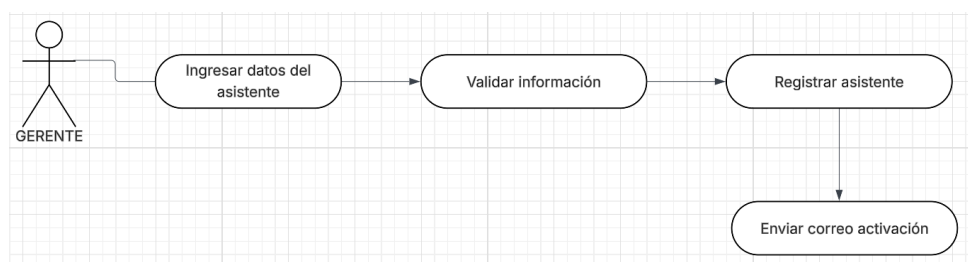 Ingresar datos del
asistente
Validar información
Registrar asistente
GERENTE
Enviar correo activación